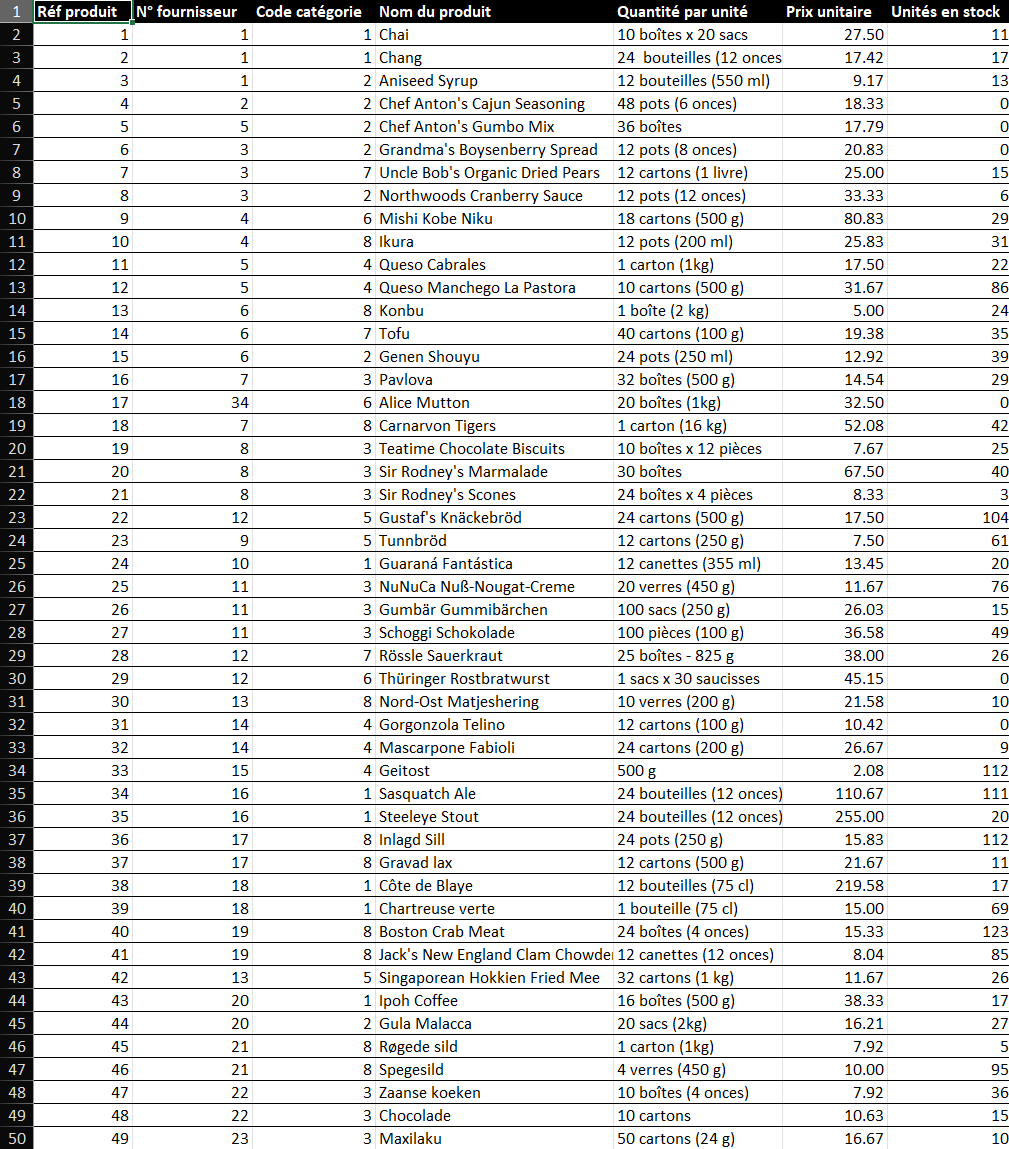 1 Réf produit N° fournisseur Code catégorie Nom du produit Quantité par unité Prix unitaire Unités en stock
2 1 1 1 Chai 10 boîtes x 20 sacs 27.50 11
3 2 1 1 Chang 24  bouteilles (12 onces 17.42 17
4 3 1 2 Aniseed Syrup 12 bouteilles (550 ml) 9.17 13
5 4 2 2 Chef Anton's Cajun Seasoning 48 pots (6 onces) 18.33 0
6 5 5 2 Chef Anton's Gumbo Mix 36 boîtes 17.79 0
7 6 3 2 Grandma's Boysenberry Spread 12 pots (8 onces) 20.83 0
8 7 3 7 Uncle Bob's Organic Dried Pears 12 cartons (1 livre) 25.00 15
9 8 3 2 Northwoods Cranberry Sauce 12 pots (12 onces) 33.33 6
10 9 4 6 Mishi Kobe Niku 18 cartons (500 g) 80.83 29
11 10 4 8 Ikura 12 pots (200 ml) 25.83 31
12 11 5 4 Queso Cabrales 1 carton (1kg) 17.50 22
13 12 5 4 Queso Manchego La Pastora 10 cartons (500 g) 31.67 86
14 13 6 8 Konbu 1 boîte (2 kg) 5.00 24
15 14 6 7 Tofu 40 cartons (100 g) 19.38 35
16 15 6 2 Genen Shouyu 24 pots (250 ml) 12.92 39
17 16 7 3 Pavlova 32 boîtes (500 g) 14.54 29
18 17 34 6 Alice Mutton 20 boîtes (1kg) 32.50 0
19 18 7 8 Carnarvon Tigers 1 carton (16 kg) 52.08 42
20 19 8 3 Teatime Chocolate Biscuits 10 boîtes x 12 pièces 7.67 25
21 20 8 3 Sir Rodney's Marmalade 30 boîtes 67.50 40
22 21 8 3 Sir Rodney's Scones 24 boîtes x 4 pièces 8.33 3
23 22 12 5 Gustaf's Knäckebröd 24 cartons (500 g) 17.50 104
24 23 9 5 Tunnbröd 12 cartons (250 g) 7.50 61
25 24 10 1 Guaraná Fantástica 12 canettes (355 ml) 13.45 20
26 25 11 3 NuNuCa Nuß-Nougat-Creme 20 verres (450 g) 11.67 76
27 26 11 3 Gumbär Gummibärchen 100 sacs (250 g) 26.03 15
28 27 11 3 Schoggi Schokolade 100 pièces (100 g) 36.58 49
29 28 12 7 Rössle Sauerkraut 25 boîtes - 825 g 38.00 26
30 29 12 6 Thüringer Rostbratwurst 1 sacs x 30 saucisses 45.15 0
31 30 13 8 Nord-Ost Matjeshering 10 verres (200 g) 21.58 10
32 31 14 4 Gorgonzola Telino 12 cartons (100 g) 10.42 0
33 32 14 4 Mascarpone Fabioli 24 cartons (200 g) 26.67 9
34 33 15 4 Geitost 500 g 2.08 112
35 34 16 1 Sasquatch Ale 24 bouteilles (12 onces) 110.67 111
36 35 16 1 Steeleye Stout 24 bouteilles (12 onces) 255.00 20
37 36 17 8 Inlagd Sill 24 pots (250 g) 15.83 112
38 37 17 8 Gravad lax 12 cartons (500 g) 21.67 11
39 38 18 1 Côte de Blaye 12 bouteilles (75 cl) 219.58 17
40 39 18 1 Chartreuse verte 1 bouteille (75 cl) 15.00 69
41 40 19 8 Boston Crab Meat 24 boîtes (4 onces) 15.33 123
42 41 19 8 Jack's New England Clam Chowder 12 canettes (12 onces) 8.04 85
43 42 13 5 Singaporean Hokkien Fried Mee 32 cartons (1 kg) 11.67 26
44 43 20 1 Ipoh Coffee 16 boîtes (500 g) 38.33 17
45 44 20 2 Gula Malacca 20 sacs (2kg) 16.21 27
46 45 21 8 Røgede sild 1 carton (1kg) 7.92 5
47 46 21 8 Spegesild 4 verres (450 g) 10.00 95
48 47 22 3 Zaanse koeken 10 boîtes (4 onces) 7.92 36
49 48 22 3 Chocolade 10 cartons 10.63 15
50 49 23 3 Maxilaku 50 cartons (24 g) 16.67 10